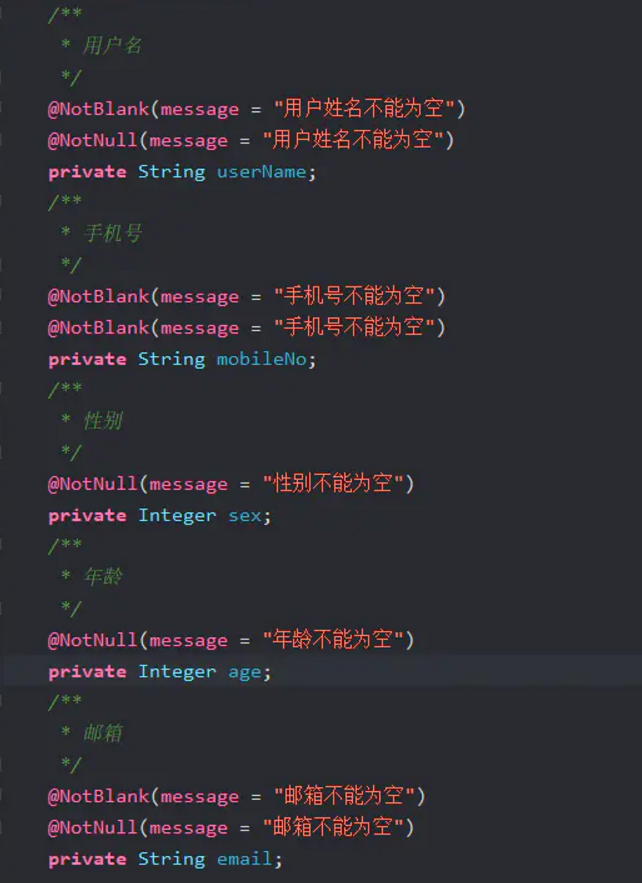 /**
* 用户名
*/
@NotBlank(message = "用户姓名不能为空")
@NotNull(message = "用户姓名不能为空")
private String userName;
/**
* 手机号
*/
@NotBlank(message = "手机号不能为空")
@NotBlank(message = "手机号不能为空")
private String mobileNo;
/**
* 性别
*/
@NotNull(message = "性别不能为空")
private Integer sex;
/**
* 年龄
*/
@NotNull(message = "年龄不能为空")
private Integer age;
/**
* 邮箱
*/
@NotBlank(message = "邮箱不能为空")
@NotNull(message = "邮箱不能为空")
private String email;